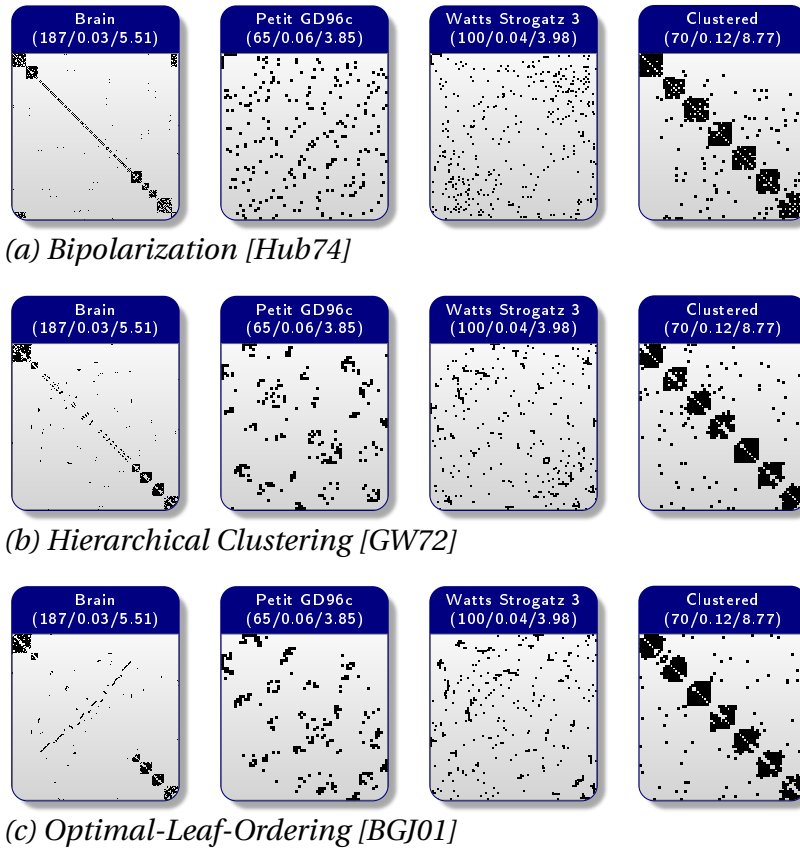 Brain Petit GD96c Watts Strogatz 3 Clustered
(187/0.03/5.51) (65/0.06/3.85) (100/0.04/3.98) (70/0.12/8.77)
(a) Bipolarization [Hub74]
Brain Petit GD96c Watts Strogatz 3 Clustered
(187/0.03/5.51) (65/0.06/3.85) (100/0.04/3.98) (70/0.12/8.77)
(b) Hierarchical Clustering [GW72]
Brain Petit GD96c Watts Strogatz 3 Clustered
(187/0.03/5.51) (65/0.06/3.85) (100/0.04/3.98) (70/0.12/8.77)
(c) Optimal-Leaf-Ordering [BGJ01]